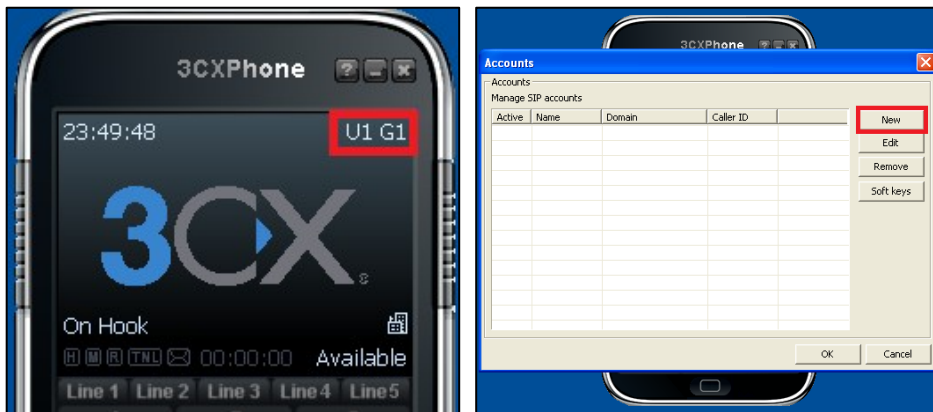 3CXPhone
23:49:48 U1 G1
3CX
On Hook
H M R TNL 00:00:00 Available
Line 1 Line 2 Line 3 Line 4 Line5
3CXPhone
Accounts
Accounts
Manage SIP accounts
Active Name Domain Caller ID
New
Edit
Remove
Soft keys
OK Cancel